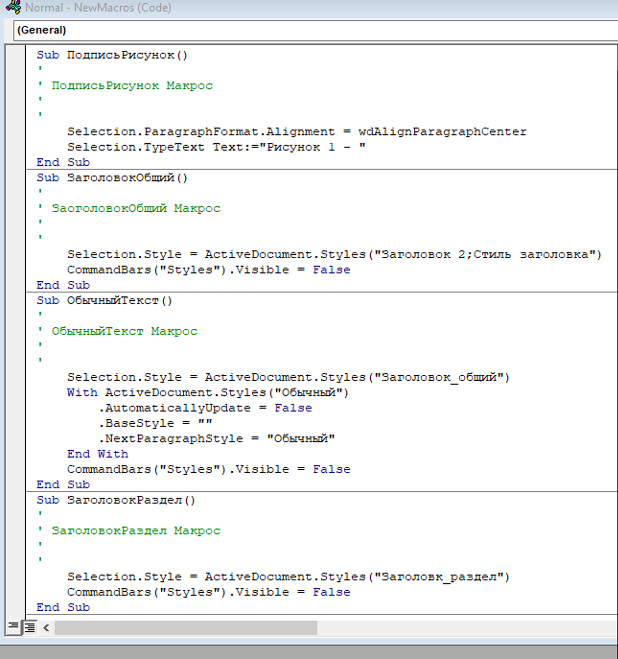 Normal - NewMacros (Code)
(General)
Sub ПодписьРисунок()
'
' ПодписьРисунок Макрос
'
'
Selection.ParagraphFormat.Alignment = wdAlignParagraphCenter
Selection.TypeText Text:="Рисунок 1 - "
End Sub
Sub ЗаголовокОбщий()
'
' ЗаоголовокОбщий Макрос
'
'
Selection.Style = ActiveDocument.Styles("Заголовок 2;Стиль заголовка")
CommandBars("Styles").Visible = False
End Sub
Sub ОбычныйТекст()
'
' ОбычныйТекст Макрос
'
'
Selection.Style = ActiveDocument.Styles("Заголовок_общий")
With ActiveDocument.Styles("Обычный")
.AutomaticallyUpdate = False
.BaseStyle = ""
.NextParagraphStyle = "Обычный"
End With
CommandBars("Styles").Visible = False
End Sub
Sub ЗаголовокРаздел()
'
' ЗаголовокРаздел Макрос
'
'
Selection.Style = ActiveDocument.Styles("Заголовк_раздел")
CommandBars("Styles").Visible = False
End Sub